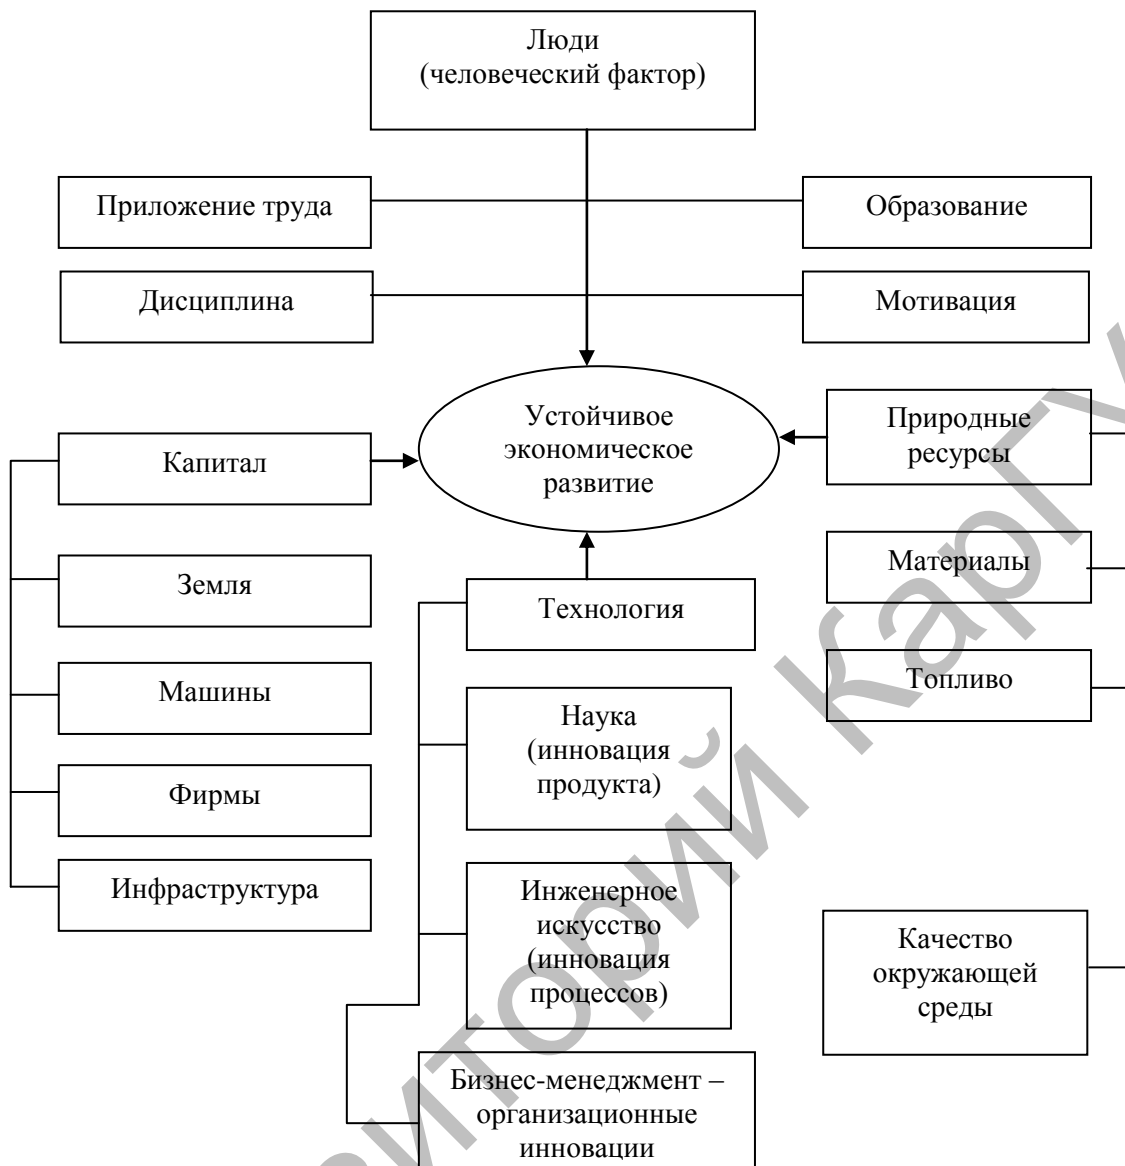 Люди
(человеческий фактор)
Приложение труда
Образование
Дисциплина
Мотивация
Устойчивое
экономическое
развитие
Природные
ресурсы
Капитал
Материалы
Земля
Технология
Топливо
Машины
Наука
(инновация
продукта)
Фирмы
Инфраструктура
Инженерное
искусство
(инновация
процессов)
Качество
окружающей
среды
Бизнес-менеджмент –
организационные
инновации